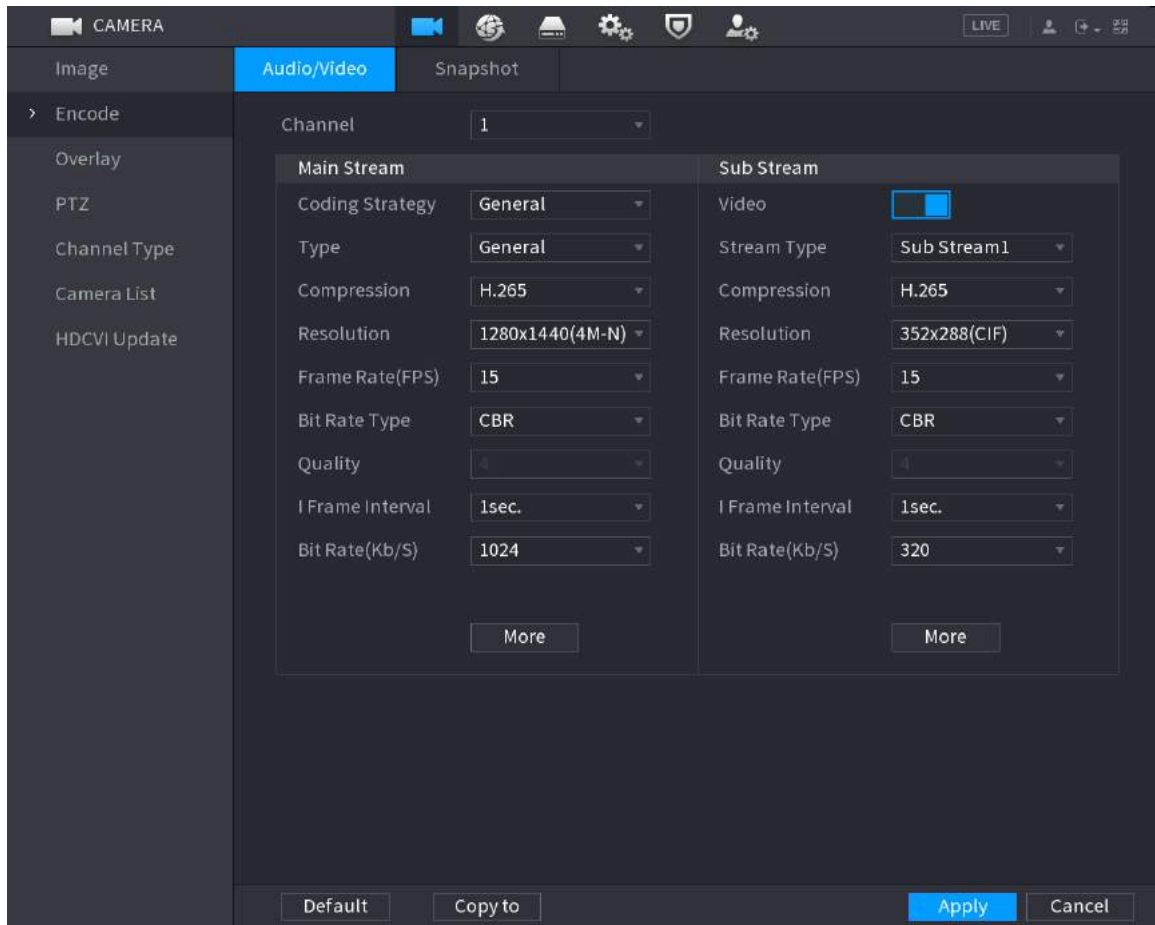 CAMERA LIVE
Image Audio/Video Snapshot
Encode Channel 1
Overlay Main Stream Sub Stream
PTZ Coding Strategy General Video
Channel Type Type General Stream Type Sub Stream1
Camera List Compression H.265 Compression H.265
HDCVI Update Resolution 1280x1440(4M-N) Resolution 352x288(CIF)
Frame Rate(FPS) 15 Frame Rate(FPS) 15
Bit Rate Type CBR Bit Rate Type CBR
Quality 4 Quality 4
I Frame Interval 1sec. I Frame Interval 1sec.
Bit Rate(Kb/S) 1024 Bit Rate(Kb/S) 320
More More
Default Copy to Apply Cancel